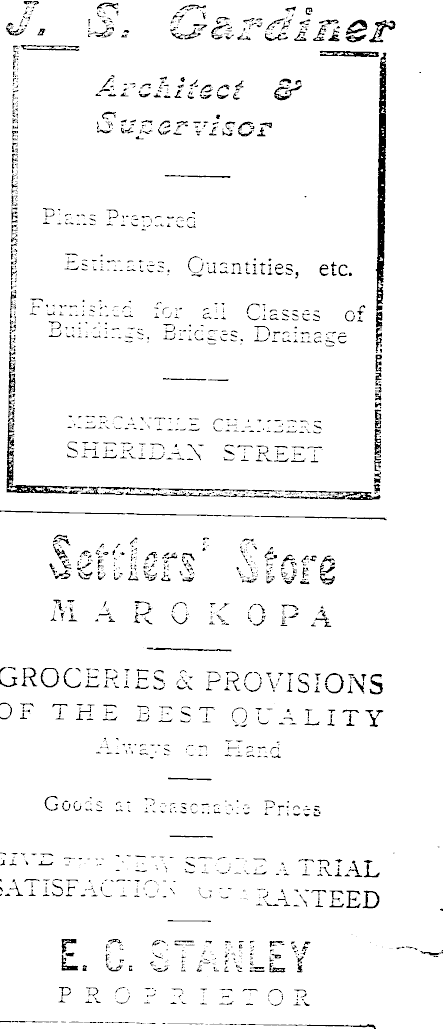 J. S. Gardiner
Architect &
Supervisor
Plans Prepared
Estimates, Quantities, etc.
Furnished for all Classes of
Buildings, Bridges, Drainage
MERCANTILE CHAMBERS
SHERIDAN STREET
Settlers' Store
MAROKOPA
GROCERIES & PROVISIONS
OF THE BEST QUALITY
Always on Hand
Goods at Reasonable Prices
GIVE THE NEW STORE A TRIAL
SATISFACTION GUARANTEED
E. C. STANLEY
PROPRIETOR